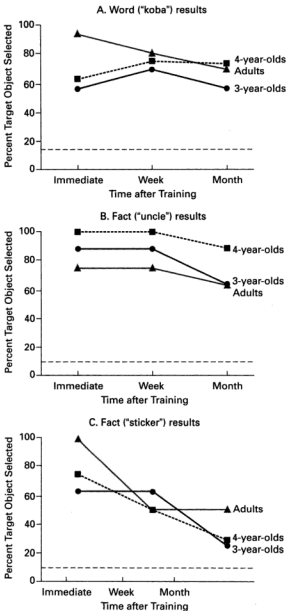 A. Word ("koba") results
Percent Target Object Selected
100
80
60
40
20
0
4-year-olds
Adults
3-year-olds
Immediate Week Month
Time after Training
B. Fact ("uncle") results
Percent Target Object Selected
100
80
60
40
20
0
4-year-olds
3-year-olds
Adults
Immediate Week Month
Time after Training
C. Fact ("sticker") results
Percent Target Object Selected
100
80
60
40
20
0
Adults
4-year-olds
3-year-olds
Immediate Week Month
Time after Training